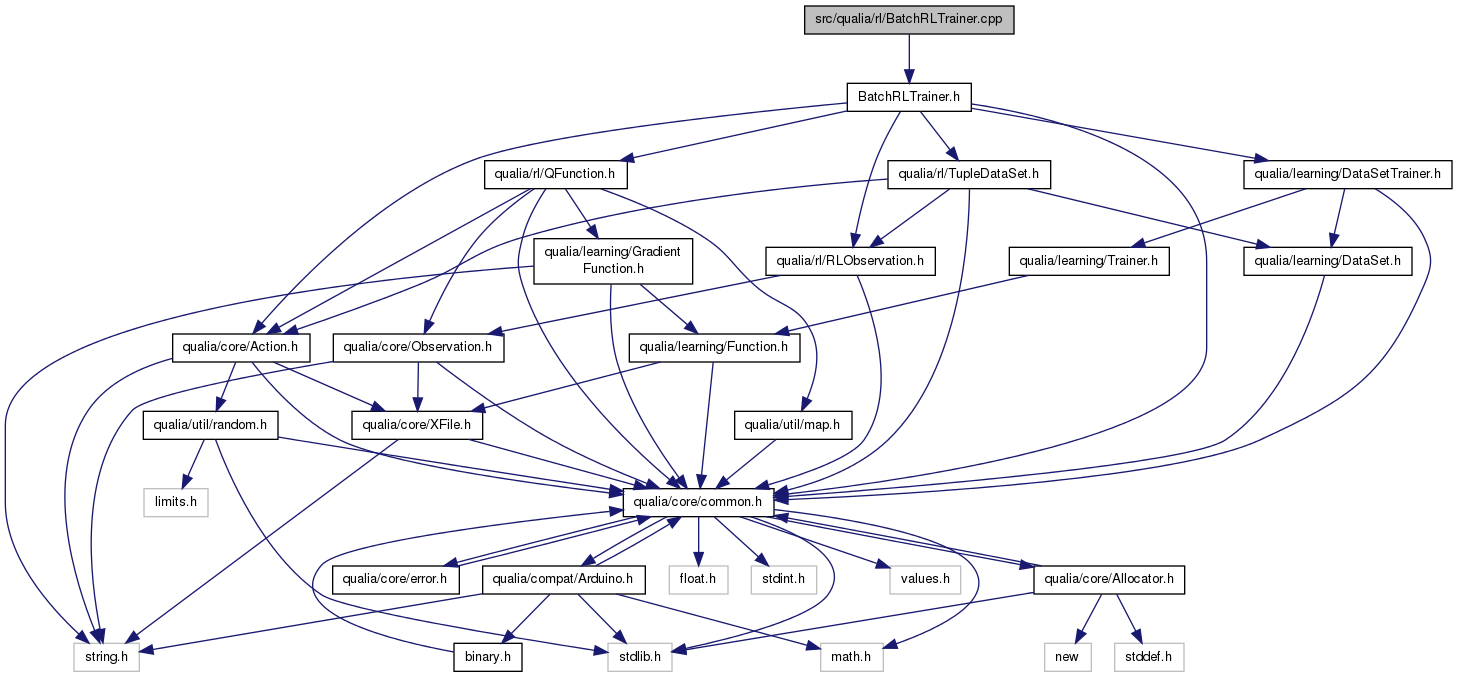 src/qualia/rl/BatchRLTrainer.cpp
BatchRLTrainer.h
qualia/rl/QFunction.h
qualia/rl/TupleDataSet.h
qualia/learning/DataSetTrainer.h
qualia/learning/Gradient
Function.h
qualia/rl/RLObservation.h
qualia/learning/Trainer.h
qualia/learning/DataSet.h
qualia/core/Action.h
qualia/core/Observation.h
qualia/learning/Function.h
qualia/util/random.h
qualia/core/XFile.h
qualia/util/map.h
limits.h
qualia/core/common.h
qualia/core/error.h
qualia/compat/Arduino.h
float.h
stdint.h
values.h
qualia/core/Allocator.h
string.h
binary.h
stdlib.h
math.h
new
stddef.h